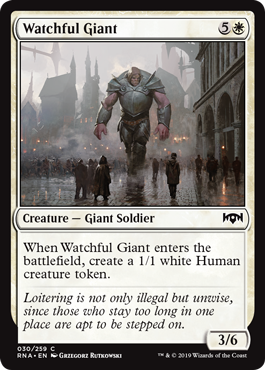 Watchful Giant 5
Creature — Giant Soldier
When Watchful Giant enters the
battlefield, create a 1/1 white Human
creature token.
Loitering is not only illegal but unwise,
since those who stay too long in one
place are apt to be stepped on.
3/6
030/259 C
RNA • EN Grzegorz Rutkowski ™ & © 2019 Wizards of the Coast